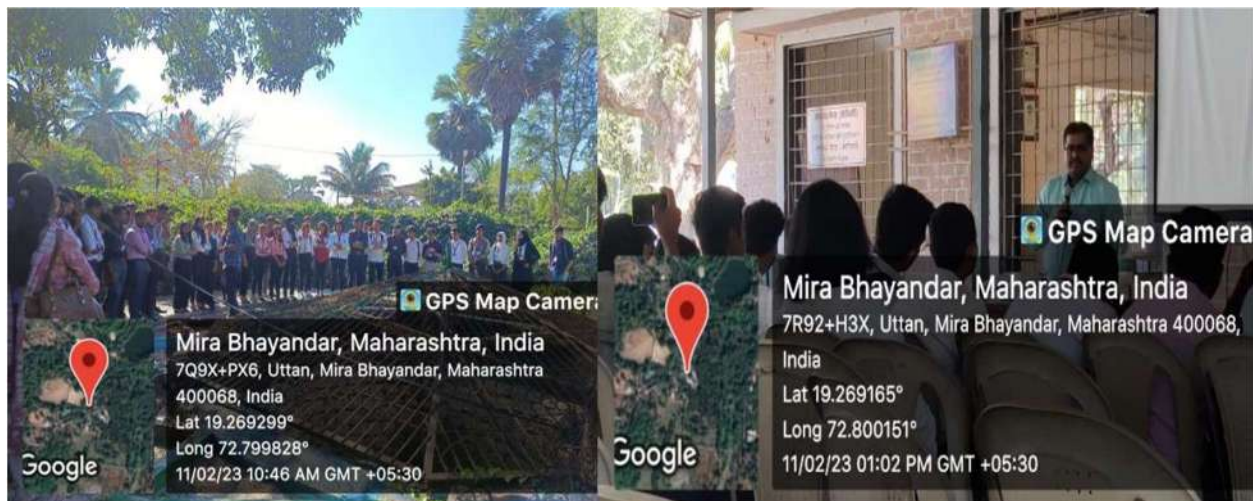 GPS Map Camera
Mira Bhayandar, Maharashtra, India
7Q9X+PX6, Uttan, Mira Bhayandar, Maharashtra
400068, India
Lat 19.269299°
Long 72.799828°
11/02/23 10:46 AM GMT +05:30
Google
GPS Map Camera
Mira Bhayandar, Maharashtra, India
7R92+H3X, Uttan, Mira Bhayandar, Maharashtra 400068,
India
Lat 19.269165°
Long 72.800151°
11/02/23 01:02 PM GMT +05:30
Google